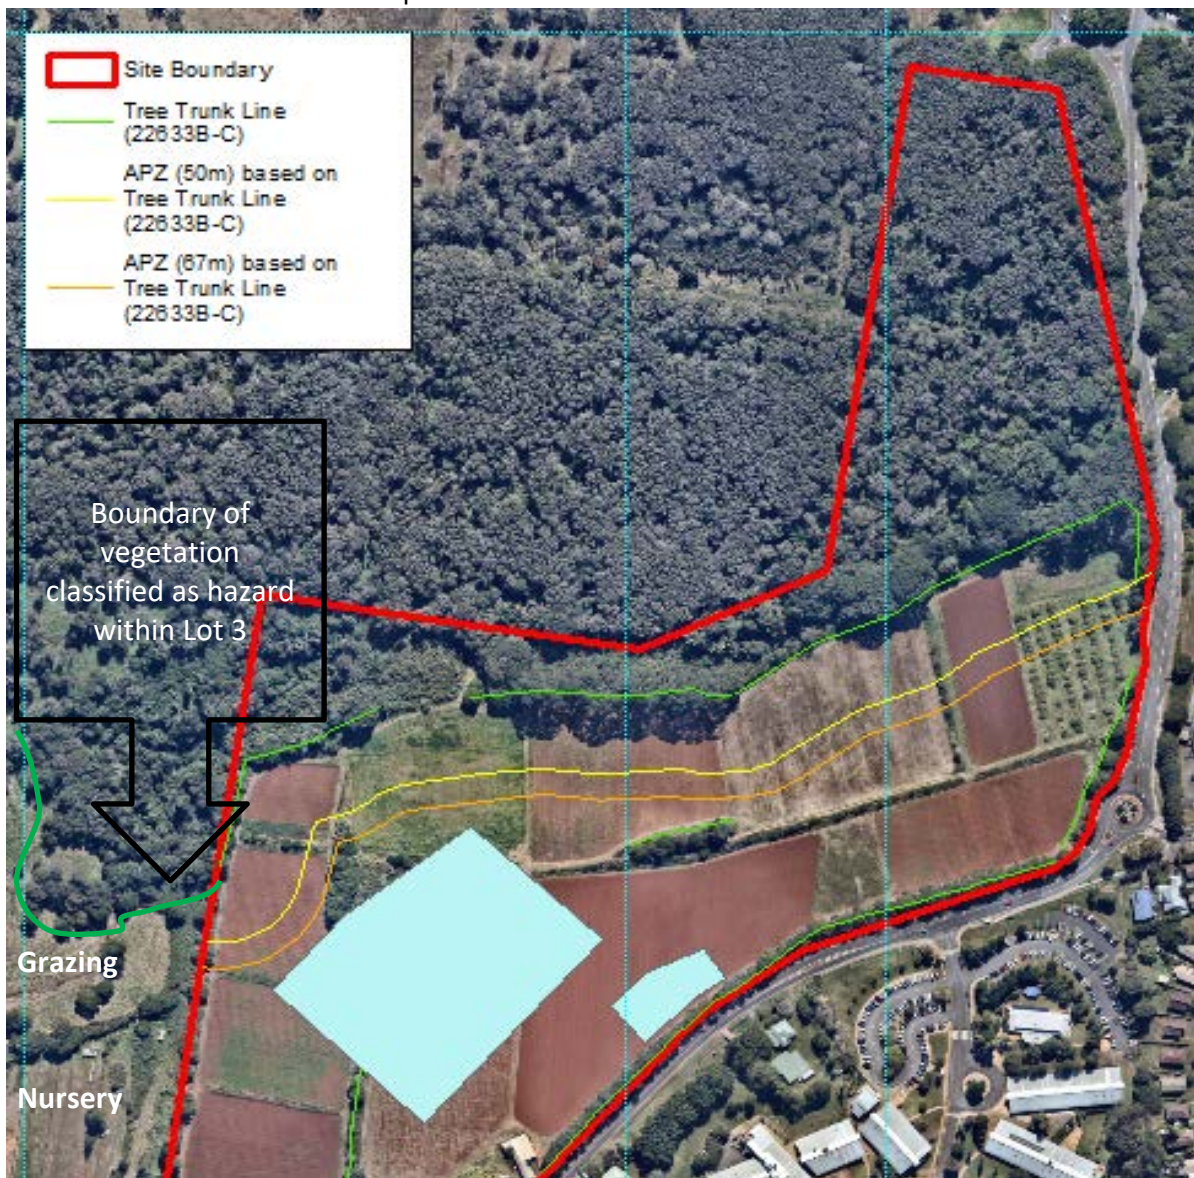 Site Boundary
Tree Trunk Line
(22633B-C)
APZ (50m) based on
Tree Trunk Line
(22633B-C)
APZ (67m) based on
Tree Trunk Line
(22633B-C)
Boundary of
vegetation
classified as hazard
within Lot 3
Grazing
Nursery